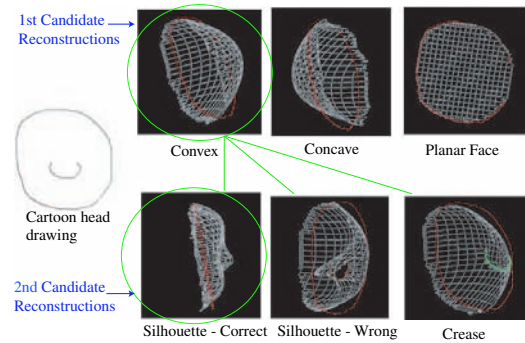 1st Candidate
Reconstructions
Convex
Concave
Planar Face
Cartoon head
drawing
2nd Candidate
Reconstructions
Silhouette - Correct
Silhouette - Wrong
Crease